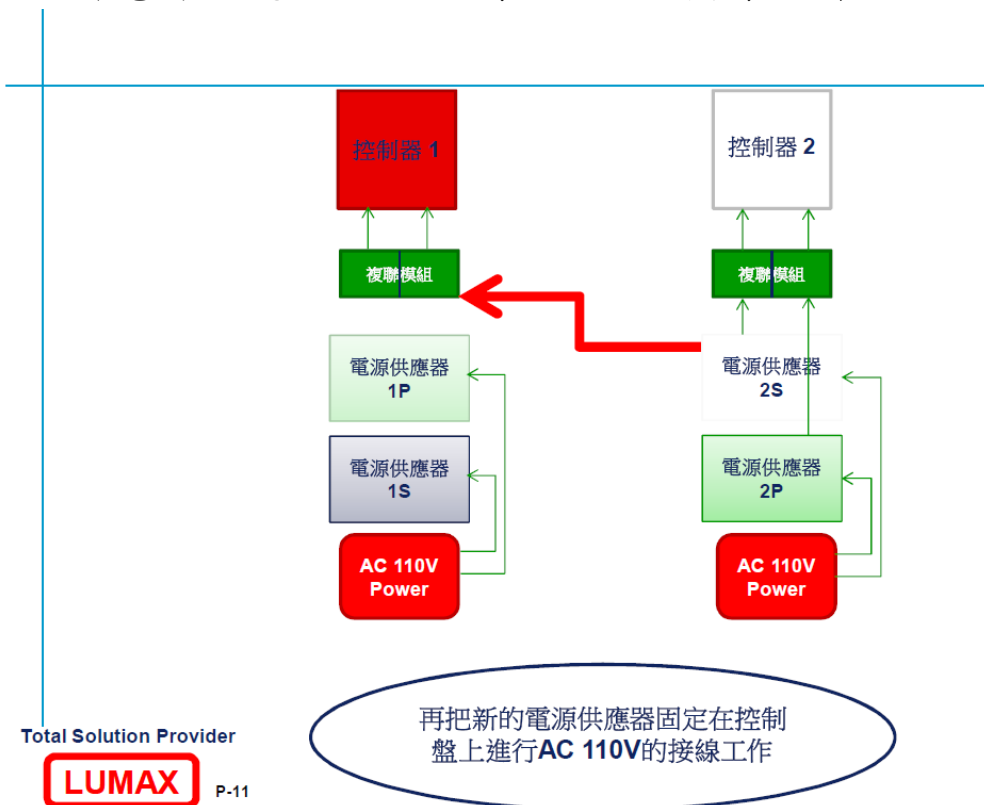 控制器 1
控制器 2
複聯模組
複聯模組
電源供應器
1P
電源供應器
2S
電源供應器
1S
電源供應器
2P
AC 110V
Power
AC 110V
Power
再把新的電源供應器固定在控制
盤上進行AC 110V的接線工作
Total Solution Provider
LUMAX
P-11